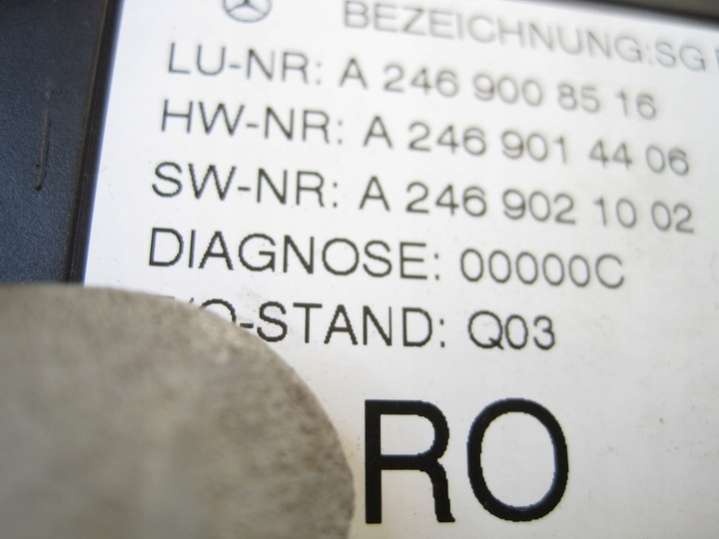 BEZEICHNUNG:SG
LU-NR: A 246 900 85 16
HW-NR: A 246 901 44 06
SW-NR: A 246 902 10 02
DIAGNOSE: 00000C
-STAND: Q03
RO